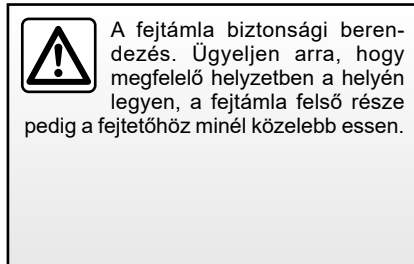 A fejtámla biztonsági beren-
dezés. Ügyeljen arra, hogy
megfelelő helyzetben a helyén
legyen, a fejtámla felső része
pedig a fejtetőhöz minél közelebb essen.